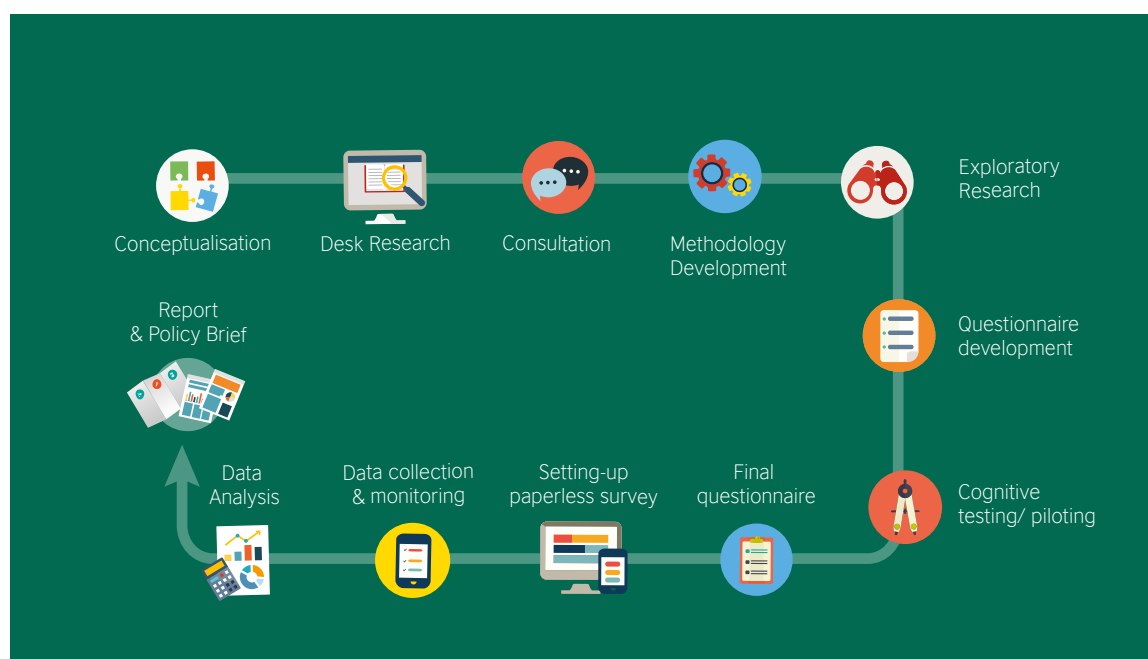 Conceptualisation
Desk Research
Consultation
Methodology
Development
Exploratory
Research
Questionnaire
development
Cognitive
testing/ piloting
Final
questionnaire
Setting-up
paperless survey
Data collection
& monitoring
Data
Analysis
Report
& Policy Brief